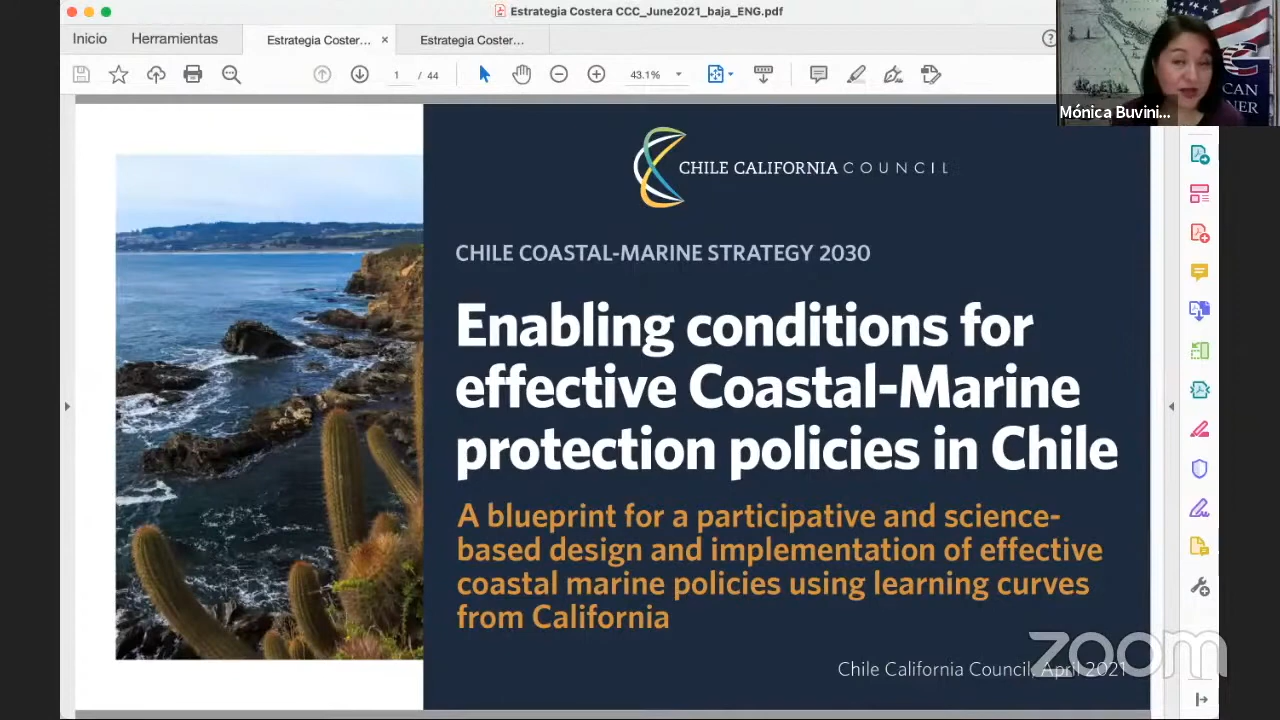 Estrategia Costera CCC_June2021_baja_ENG.pdf
Inicio
Herramientas
Estrategia Coster...
Estrategia Coster...
1 / 44
43.1%
CAN
NER
Mónica Buvini...
CHILE CALIFORNIA COUNCIL
CHILE COASTAL-MARINE STRATEGY 2030
Enabling conditions for
effective Coastal-Marine
protection policies in Chile
A blueprint for a participative and science-
based design and implementation of effective
coastal marine policies using learning curves
from California
Chile California Council, April 2021
zoom